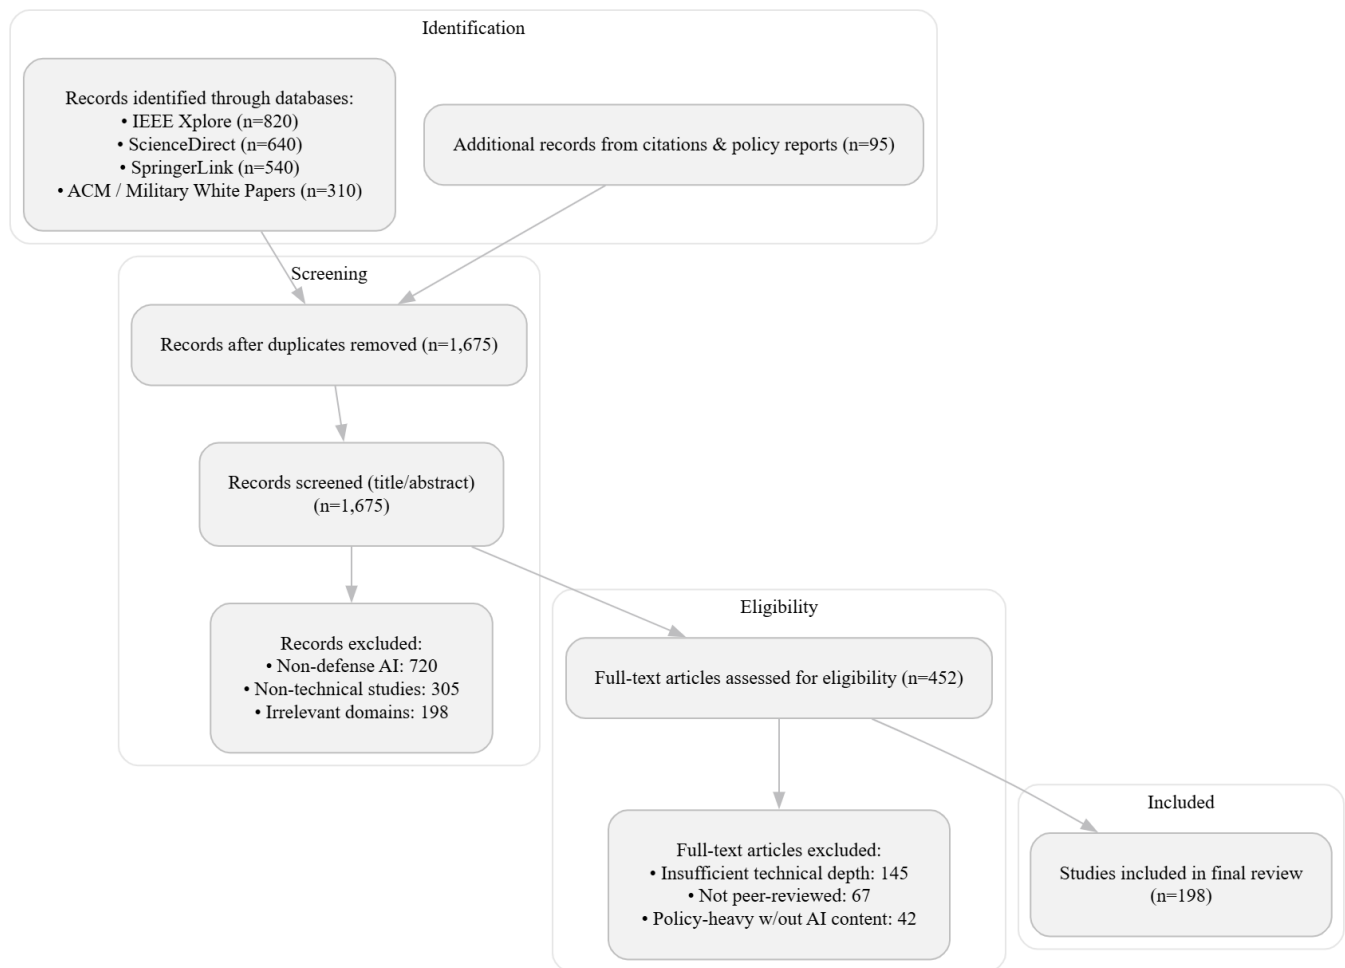 Identification
Records identified through databases:
• IEEE Xplore (n=820)
• ScienceDirect (n=640)
• SpringerLink (n=540)
• ACM / Military White Papers (n=310)
Additional records from citations & policy reports (n=95)
Screening
Records after duplicates removed (n=1,675)
Records screened (title/abstract)
(n=1,675)
Records excluded:
• Non-defense AI: 720
• Non-technical studies: 305
• Irrelevant domains: 198
Eligibility
Full-text articles assessed for eligibility (n=452)
Full-text articles excluded:
• Insufficient technical depth: 145
• Not peer-reviewed: 67
• Policy-heavy w/out AI content: 42
Included
Studies included in final review
(n=198)